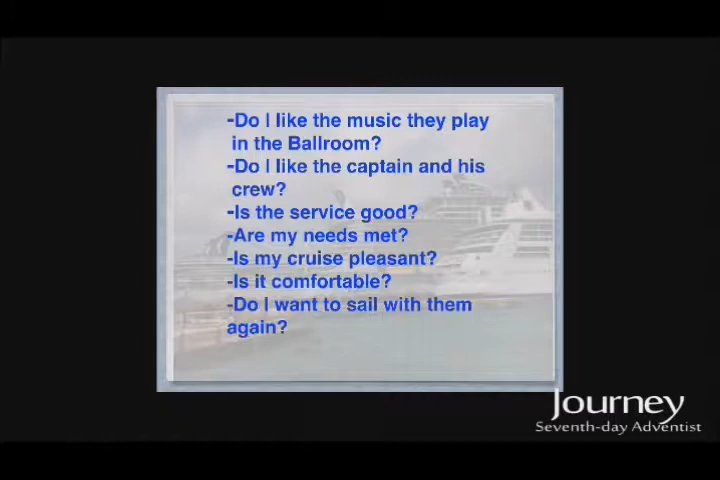 -Do I like the music they play
in the Ballroom?
-Do I like the captain and his
crew?
-Is the service good?
-Are my needs met?
-Is my cruise pleasant?
-Is it comfortable?
-Do I want to sail with them
again?
Journey
Seventh-day Adventist